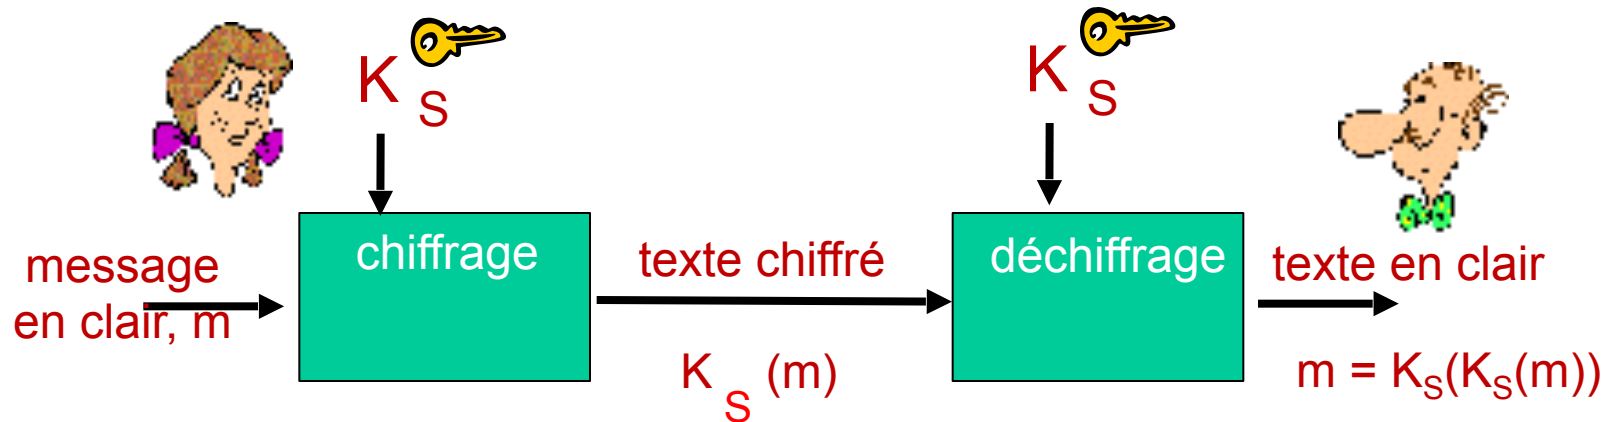 K S
K S
message
en clair, m
chiffrage
texte chiffré
K S (m)
déchiffrage
texte en clair
m = KS(KS(m))